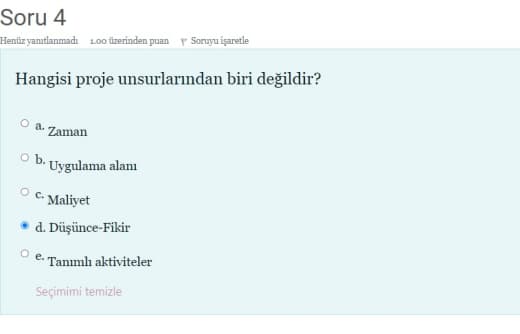 Soru 4
Henüz yanıtlanmadı 1.00 üzerinden puan Soruyu işaretle
Hangisi proje unsurlarından biri değildir?
a. Zaman
b. Uygulama alanı
c. Maliyet
d. Düşünce-Fikir
e. Tanımlı aktiviteler
Seçimimi temizle